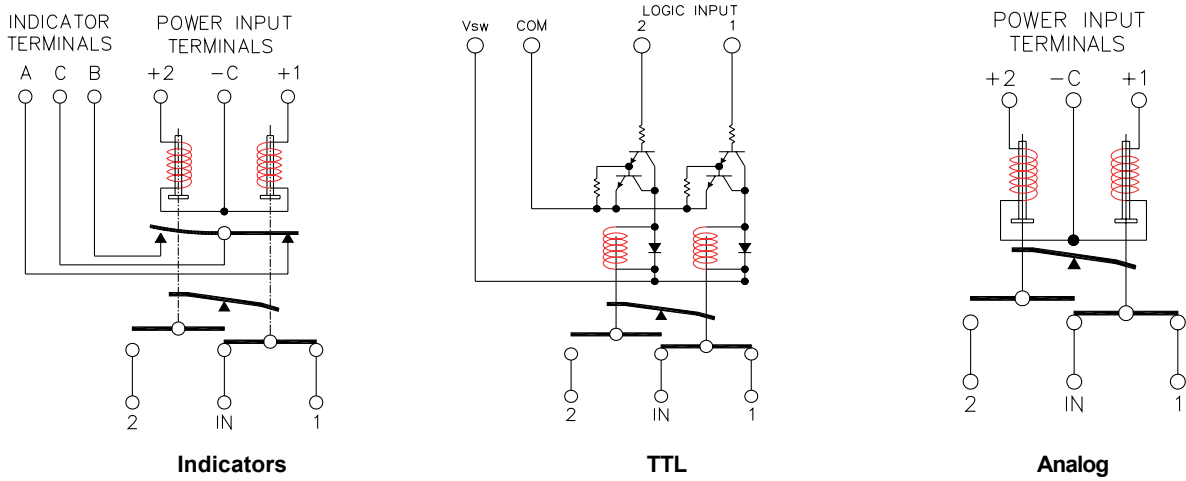 INDICATOR
TERMINALS
A C B
POWER INPUT
TERMINALS
+2 -C +1
2 IN 1
Indicators
Vsw COM
LOGIC INPUT
2 1
2 IN 1
TTL
POWER INPUT
TERMINALS
+2 -C +1
2 IN 1
Analog